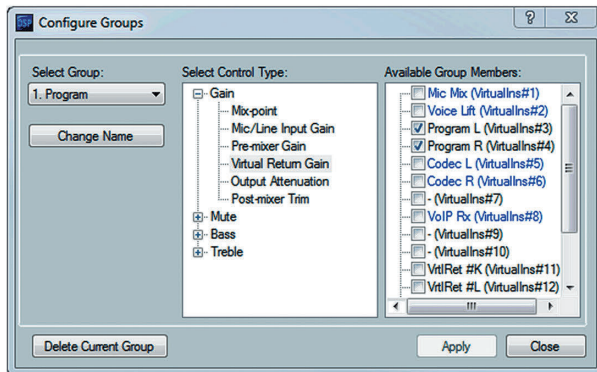 DSP Configure Groups
Select Group:
1. Program
Change Name
Select Control Type:
Gain
Mix-point
Mic/Line Input Gain
Pre-mixer Gain
Virtual Return Gain
Output Attenuation
Post-mixer Trim
Mute
Bass
Treble
Available Group Members:
Mic Mix (VirtualIns#1)
Voice Lift (VirtualIns#2)
Program L (VirtualIns#3)
Program R (VirtualIns#4)
Codec L (VirtualIns#5)
Codec R (VirtualIns#6)
- (VirtualIns#7)
VoIP Rx (VirtualIns#8)
- (VirtualIns#9)
- (VirtualIns#10)
VrtlRet #K (VirtualIns#11)
VrtlRet #L (VirtualIns#12)
Delete Current Group
Apply
Close